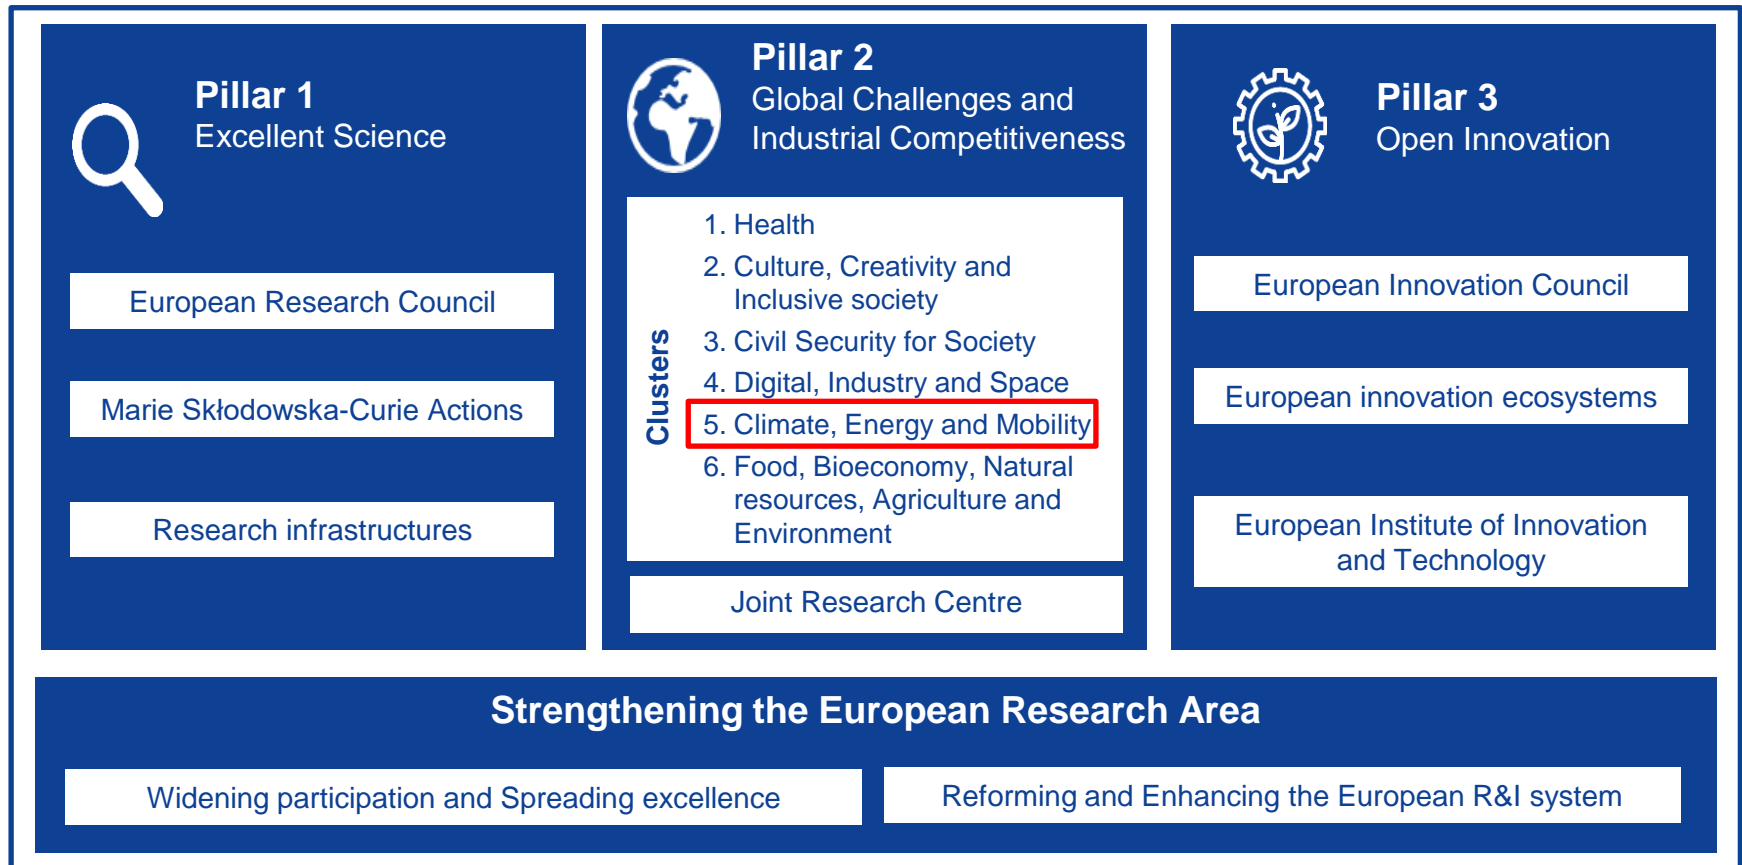 Pillar 1
Excellent Science
European Research Council
Marie Skłodowska-Curie Actions
Research infrastructures
Pillar 2
Global Challenges and
Industrial Competitiveness
Clusters
1. Health
2. Culture, Creativity and
Inclusive society
3. Civil Security for Society
4. Digital, Industry and Space
5. Climate, Energy and Mobility
6. Food, Bioeconomy, Natural
resources, Agriculture and
Environment
Joint Research Centre
Pillar 3
Open Innovation
European Innovation Council
European innovation ecosystems
European Institute of Innovation
and Technology
Strengthening the European Research Area
Widening participation and Spreading excellence
Reforming and Enhancing the European R&I system